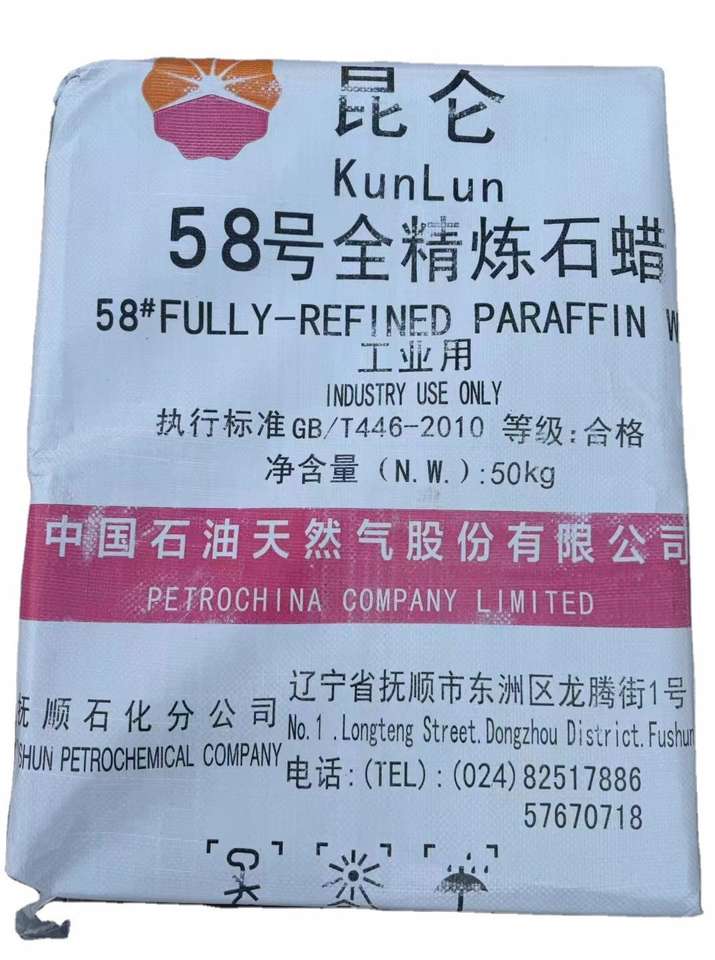 昆仑
KunLun
58号全精炼石蜡
58#FULLY-REFINED PARAFFIN W
工业用
INDUSTRY USE ONLY
执行标准GB/T446-2010 等级:合格
净含量(N.W.):50kg
中国石油天然气股份有限公司
PETROCHINA COMPANY LIMITED
抚顺石化分公司
SHUN PETROCHEMICAL COMPANY
辽宁省抚顺市东洲区龙腾街1号
No.1.Longteng Street.Dongzhou District.Fushun
电话:(TEL):(024)82517886
57670718